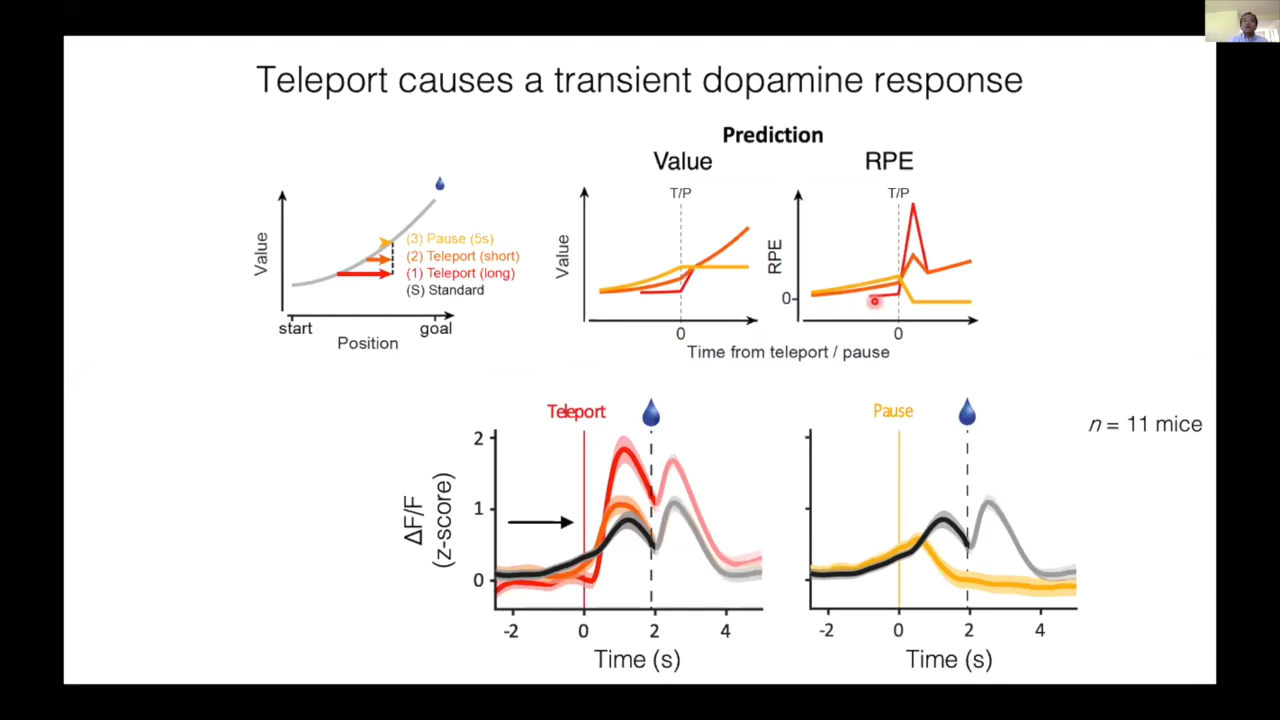 Teleport causes a transient dopamine response
Prediction
Value
RPE
Value
(3) Pause (5s)
(2) Teleport (short)
(1) Teleport (long)
(S) Standard
start
goal
Position
T/P
Value
0
T/P
RPE
0
0
Time from teleport / pause
Teleport
Pause
n = 11 mice
ΔF/F
(z-score)
2
1
0
-2
0
2
4
Time (s)
-2
0
2
4
Time (s)